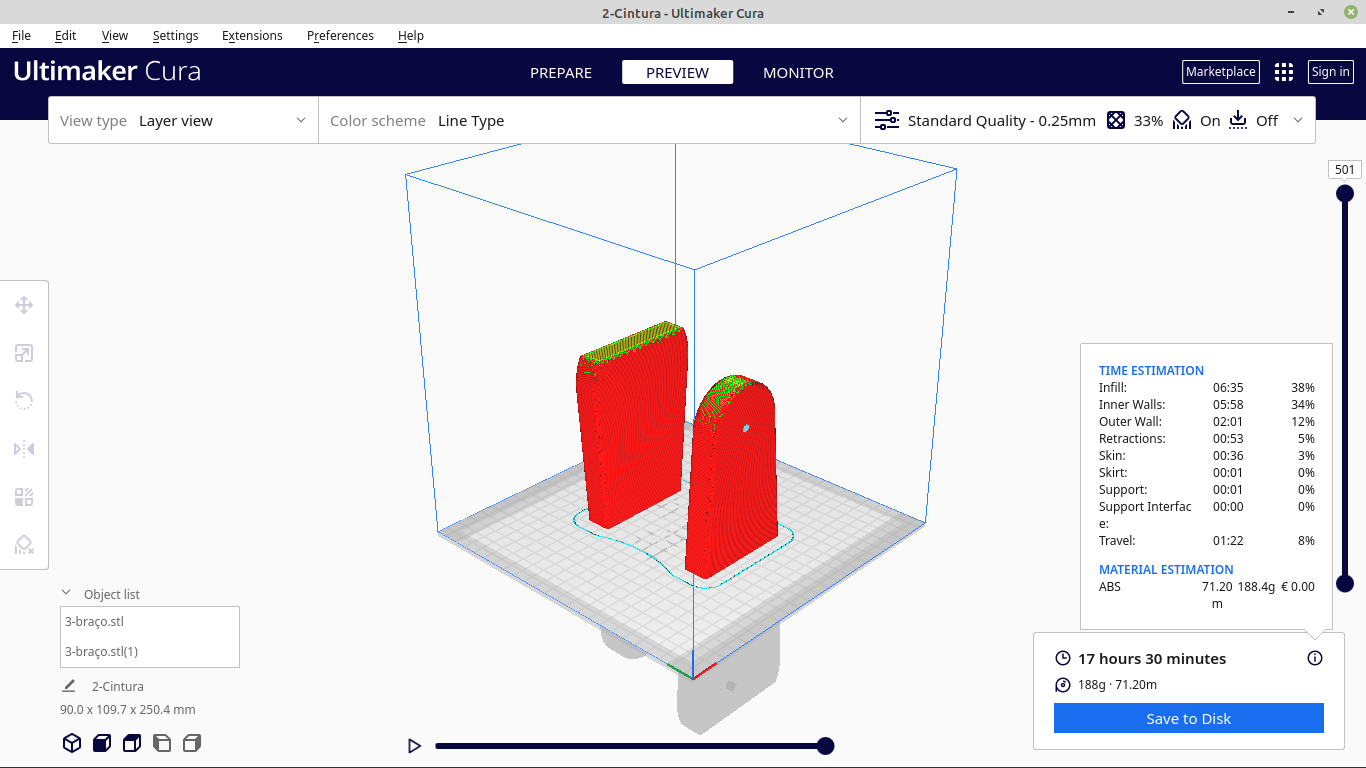 2-Cintura - Ultimaker Cura
File Edit View Settings Extensions Preferences Help
Ultimaker Cura
PREPARE PREVIEW MONITOR
Marketplace Sign in
View type Layer view
Color scheme Line Type
Standard Quality - 0.25mm 33% On Off
501
TIME ESTIMATION
Infill: 06:35 38%
Inner Walls: 05:58 34%
Outer Wall: 02:01 12%
Retractions: 00:53 5%
Skin: 00:36 3%
Skirt: 00:01 0%
Support: 00:01 0%
Support Interfac 00:00 0%
e:
Travel: 01:22 8%
MATERIAL ESTIMATION
ABS 71.20 188.4g € 0.00
m
Object list
3-braço.stl
3-braço.stl(1)
2-Cintura
90.0 x 109.7 x 250.4 mm
17 hours 30 minutes
188g · 71.20m
Save to Disk